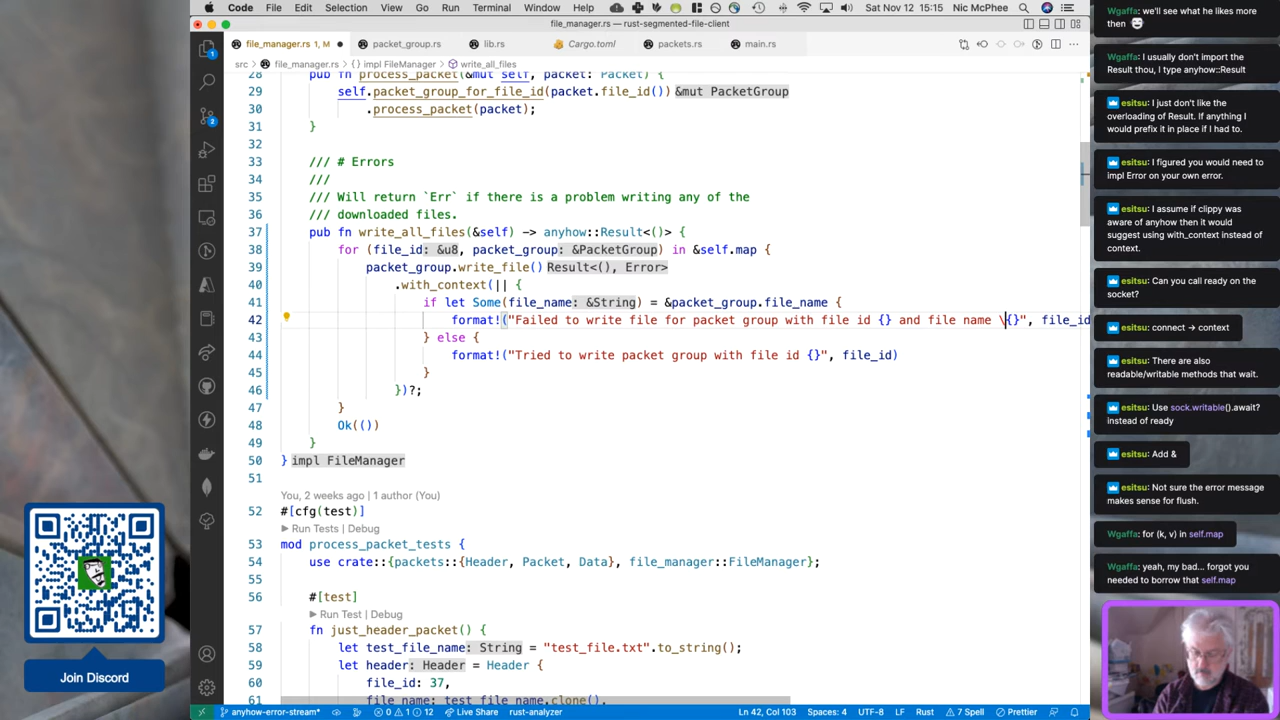 Code File Edit Selection View Go Run Terminal Window Help Sat Nov 12 15:15 Nic McPhee
file_manager.rs — rust-segmented-file-client
file_manager.rs 1, M packet_group.rs lib.rs Cargo.toml packets.rs main.rs
src > file_manager.rs > impl FileManager > write_all_files
28 pub fn process_packet(&mut self, packet: Packet) {
29 self.packet_group_for_file_id(packet.file_id()) &mut PacketGroup
30 .process_packet(packet);
31 }
32
33 /// # Errors
34 ///
35 /// Will return `Err` if there is a problem writing any of the
36 /// downloaded files.
37 pub fn write_all_files(&self) -> anyhow::Result<()> {
38 for (file_id: &u8, packet_group: &PacketGroup) in &self.map {
39 packet_group.write_file() Result<(), Error>
40 .with_context(|| {
41 if let Some(file_name: &String) = &packet_group.file_name {
42 format!("Failed to write file for packet group with file id {} and file name \{}", file_id
43 } else {
44 format!("Tried to write packet group with file id {}", file_id)
45 }
46 })?;
47 }
48 Ok(())
49 }
50 } impl FileManager
51
You, 2 weeks ago | 1 author (You)
52 #[cfg(test)]
▶ Run Tests | Debug
53 mod process_packet_tests {
54 use crate::{packets::{Header, Packet, Data}, file_manager::FileManager};
55
56 #[test]
▶ Run Test | Debug
57 fn just_header_packet() {
58 let test_file_name: String = "test_file.txt".to_string();
59 let header: Header = Header {
60 file_id: 37,
61 file_name: test_file_name.clone(),
anyhow-error-stream* 0 1 12 Live Share rust-analyzer Ln 42, Col 103 Spaces: 4 UTF-8 LF Rust 7 Spell Prettier
Join Discord
Wgaffa: we'll see what he likes more
then
Wgaffa: I usually don't import the
Result thou, I type anyhow::Result
esitsu: I just don't like the
overloading of Result. If anything I
would prefix it in place if I had to.
esitsu: I figured you would need to
impl Error on your own error.
esitsu: I assume if clippy was
aware of anyhow then it would
suggest using with_context instead of
context.
esitsu: Can you call ready on the
socket?
esitsu: connect -> context
esitsu: There are also
readable/writable methods that wait.
esitsu: Use sock.writable().await?
instead of ready
esitsu: Add &
esitsu: Not sure the error message
makes sense for flush.
Wgaffa: for (k, v) in self.map
Wgaffa: yeah, my bad... forgot you
needed to borrow that self.map